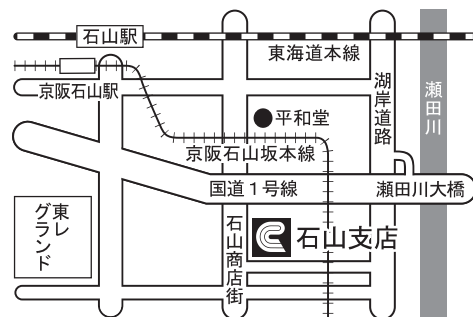 石山駅
東海道本線
京阪石山駅
湖岸道路
瀬田川
平和堂
京阪石山坂本線
国道1号線
瀬田川大橋
東レ
グランド
石山商店街
石山支店